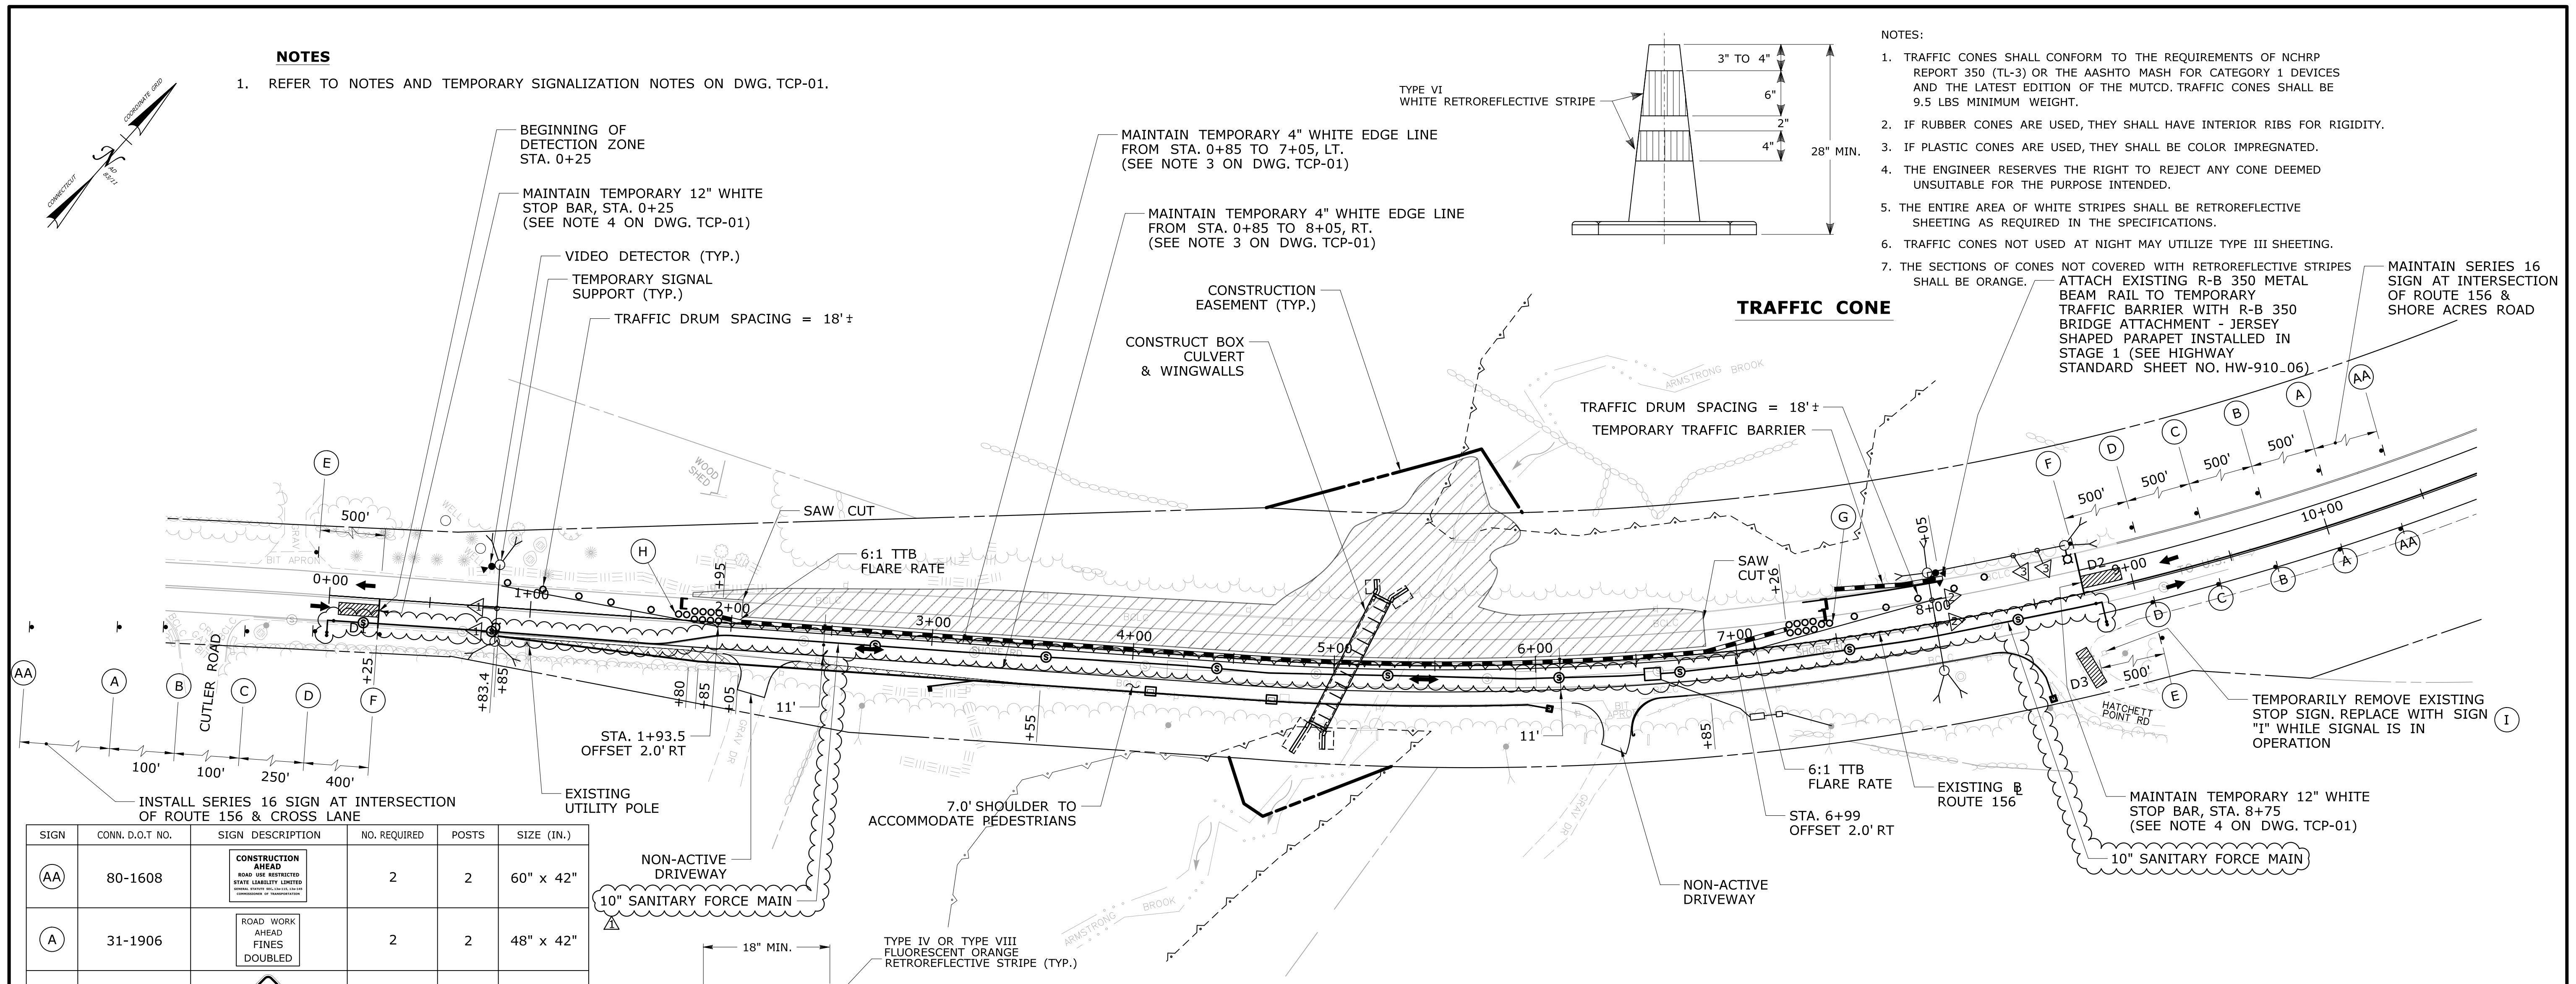 NOTES
1. REFER TO NOTES AND TEMPORARY SIGNALIZATION NOTES ON DWG. TCP-01.
COORDINATE GRID
N
AD
83/11
CONNECTICUT
BEGINNING OF
DETECTION ZONE
STA. 0+25
MAINTAIN TEMPORARY 12" WHITE
STOP BAR, STA. 0+25
(SEE NOTE 4 ON DWG. TCP-01)
VIDEO DETECTOR (TYP.)
TEMPORARY SIGNAL
SUPPORT (TYP.)
TRAFFIC DRUM SPACING = 18'±
MAINTAIN TEMPORARY 4" WHITE EDGE LINE
FROM STA. 0+85 TO 7+05, LT.
(SEE NOTE 3 ON DWG. TCP-01)
MAINTAIN TEMPORARY 4" WHITE EDGE LINE
FROM STA. 0+85 TO 8+05, RT.
(SEE NOTE 3 ON DWG. TCP-01)
CONSTRUCTION
EASEMENT (TYP.)
CONSTRUCT BOX
CULVERT
& WINGWALLS
TYPE VI
WHITE RETROREFLECTIVE STRIPE
3" TO 4"
6"
2"
4"
28" MIN.
TRAFFIC CONE
NOTES:
1. TRAFFIC CONES SHALL CONFORM TO THE REQUIREMENTS OF NCHRP
REPORT 350 (TL-3) OR THE AASHTO MASH FOR CATEGORY 1 DEVICES
AND THE LATEST EDITION OF THE MUTCD. TRAFFIC CONES SHALL BE
9.5 LBS MINIMUM WEIGHT.
2. IF RUBBER CONES ARE USED, THEY SHALL HAVE INTERIOR RIBS FOR RIGIDITY.
3. IF PLASTIC CONES ARE USED, THEY SHALL BE COLOR IMPREGNATED.
4. THE ENGINEER RESERVES THE RIGHT TO REJECT ANY CONE DEEMED
UNSUITABLE FOR THE PURPOSE INTENDED.
5. THE ENTIRE AREA OF WHITE STRIPES SHALL BE RETROREFLECTIVE
SHEETING AS REQUIRED IN THE SPECIFICATIONS.
6. TRAFFIC CONES NOT USED AT NIGHT MAY UTILIZE TYPE III SHEETING.
7. THE SECTIONS OF CONES NOT COVERED WITH RETROREFLECTIVE STRIPES
SHALL BE ORANGE.
ATTACH EXISTING R-B 350 METAL
BEAM RAIL TO TEMPORARY
TRAFFIC BARRIER WITH R-B 350
BRIDGE ATTACHMENT - JERSEY
SHAPED PARAPET INSTALLED IN
STAGE 1 (SEE HIGHWAY
STANDARD SHEET NO. HW-910_06)
MAINTAIN SERIES 16
SIGN AT INTERSECTION
OF ROUTE 156 &
SHORE ACRES ROAD
TRAFFIC DRUM SPACING = 18'±
TEMPORARY TRAFFIC BARRIER
ARMSTRONG BROOK
F
D
C
B
A
AA
500'
500'
500'
500'
E
500'
WELL
BIT APRON
WOOD
SHED
SAW CUT
H
6:1 TTB
FLARE RATE
+95
SAW
CUT
G
+26
+05
D2
0+00
1+00
2+00
3+00
4+00
5+00
6+00
7+00
8+00
9+00
10+00
1
1
2
2
3
3
D1
BCLC
SHORE RD
AA
A
B
C
D
F
CUTLER ROAD
+25
+83.4
+85
+80
+85
+05
11'
+55
11'
+85
100'
100'
250'
400'
STA. 1+93.5
OFFSET 2.0' RT
GRAV DR
EXISTING
UTILITY POLE
INSTALL SERIES 16 SIGN AT INTERSECTION
OF ROUTE 156 & CROSS LANE
7.0' SHOULDER TO
ACCOMMODATE PEDESTRIANS
NON-ACTIVE
DRIVEWAY
10" SANITARY FORCE MAIN
1
ARMSTRONG BROOK
GRAV DR
6:1 TTB
FLARE RATE
STA. 6+99
OFFSET 2.0' RT
EXISTING BL
ROUTE 156
NON-ACTIVE
DRIVEWAY
D3
500'
E
HATCHETT
POINT RD
D
C
B
A
AA
TEMPORARILY REMOVE EXISTING
STOP SIGN. REPLACE WITH SIGN
"I" WHILE SIGNAL IS IN
OPERATION
I
MAINTAIN TEMPORARY 12" WHITE
STOP BAR, STA. 8+75
(SEE NOTE 4 ON DWG. TCP-01)
10" SANITARY FORCE MAIN
18" MIN.
TYPE IV OR TYPE VIII
FLUORESCENT ORANGE
RETROREFLECTIVE STRIPE (TYP.)
SIGN CONN. D.O.T NO. SIGN DESCRIPTION NO. REQUIRED POSTS SIZE (IN.)
AA 80-1608 CONSTRUCTION AHEAD ROAD USE RESTRICTED STATE LIABILITY LIMITED 2 2 60" x 42"
A 31-1906 ROAD WORK AHEAD FINES DOUBLED 2 2 48" x 42"